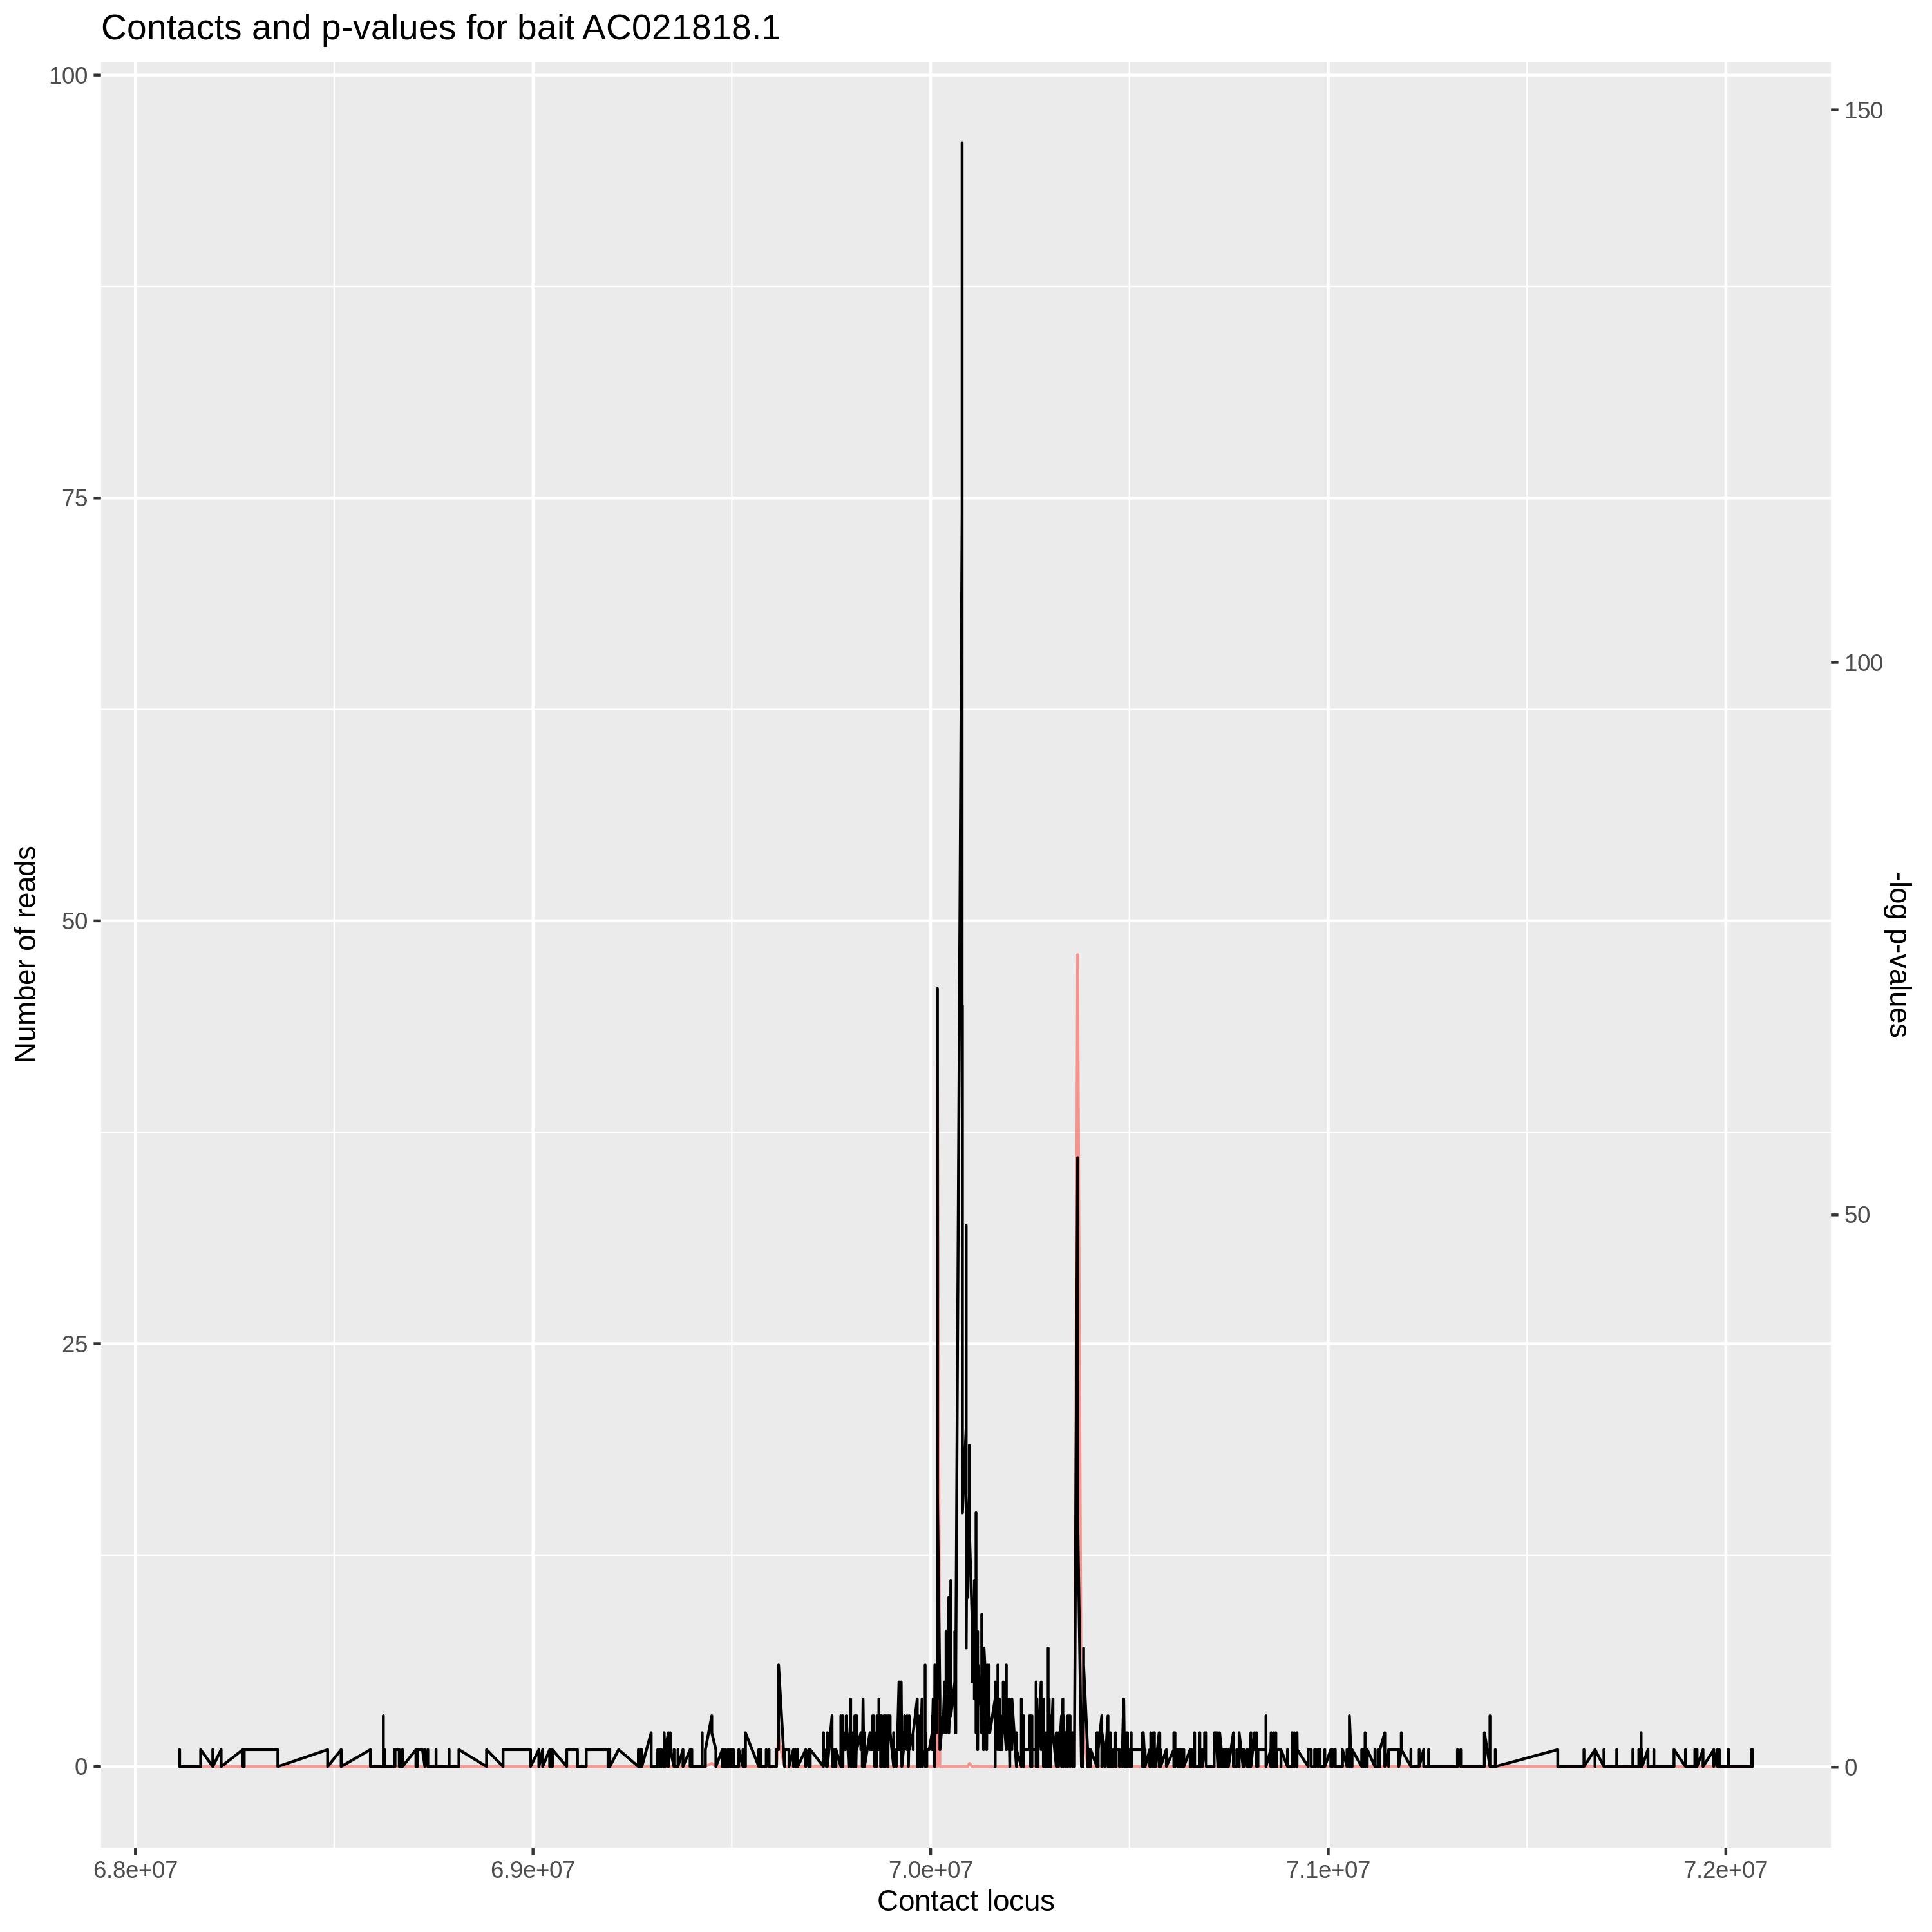 Contacts and p-values for bait AC021818.1
100
75
50
25
0
Number of reads
150
100
50
0
-log p-values
6.8e+07 6.9e+07 7.0e+07 7.1e+07 7.2e+07
Contact locus